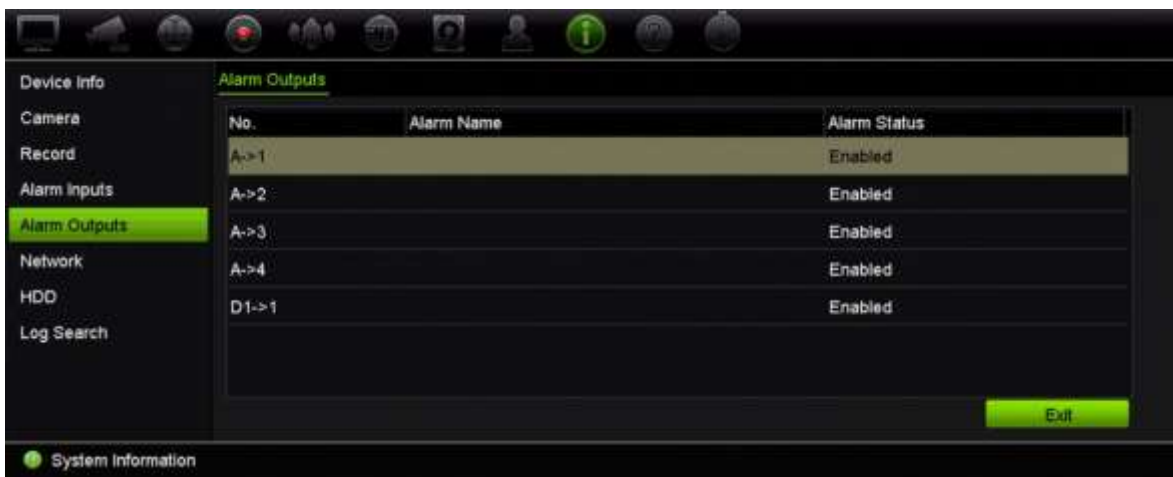 Device Info
Camera
Record
Alarm Inputs
Alarm Outputs
Network
HDD
Log Search
Alarm Outputs
No. Alarm Name Alarm Status
A->1 Enabled
A->2 Enabled
A->3 Enabled
A->4 Enabled
D1->1 Enabled
Exit
System Information